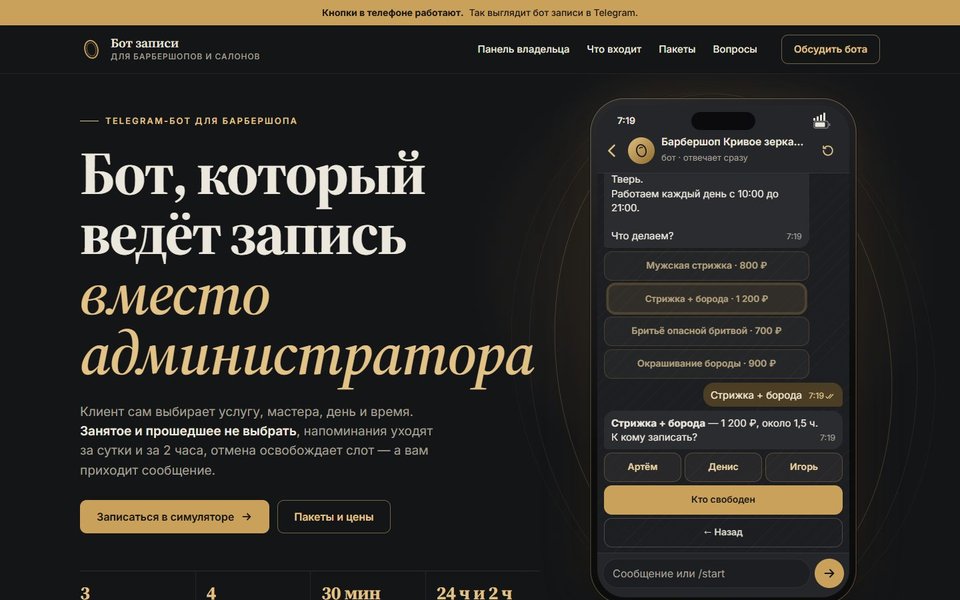 Кнопки в телефоне работают. Так выглядит бот записи в Telegram.
Бот записи
ДЛЯ БАРБЕРШОПОВ И САЛОНОВ
Панель владельца
Что входит
Пакеты
Вопросы
Обсудить бота
TELEGRAM-БОТ ДЛЯ БАРБЕРШОПА
Бот, который
ведёт запись
вместо
администратора
Клиент сам выбирает услугу, мастера, день и время.
Занятое и прошедшее не выбрать, напоминания уходят
за сутки и за 2 часа, отмена освобождает слот — а вам
приходит сообщение.
Записаться в симуляторе →
Пакеты и цены
3
4
30 мин
24 ч и 2 ч
7:19
Барбершоп Кривое зерка...
бот · отвечает сразу
Тверь.
Работаем каждый день с 10:00 до
21:00.
Что делаем?
7:19
Мужская стрижка · 800 ₽
Стрижка + борода · 1 200 ₽
Бритьё опасной бритвой · 700 ₽
Окрашивание бороды · 900 ₽
Стрижка + борода 7:19
Стрижка + борода — 1 200 ₽, около 1,5 ч.
К кому записать?
7:19
Артём
Денис
Игорь
Кто свободен
← Назад
Сообщение или /start